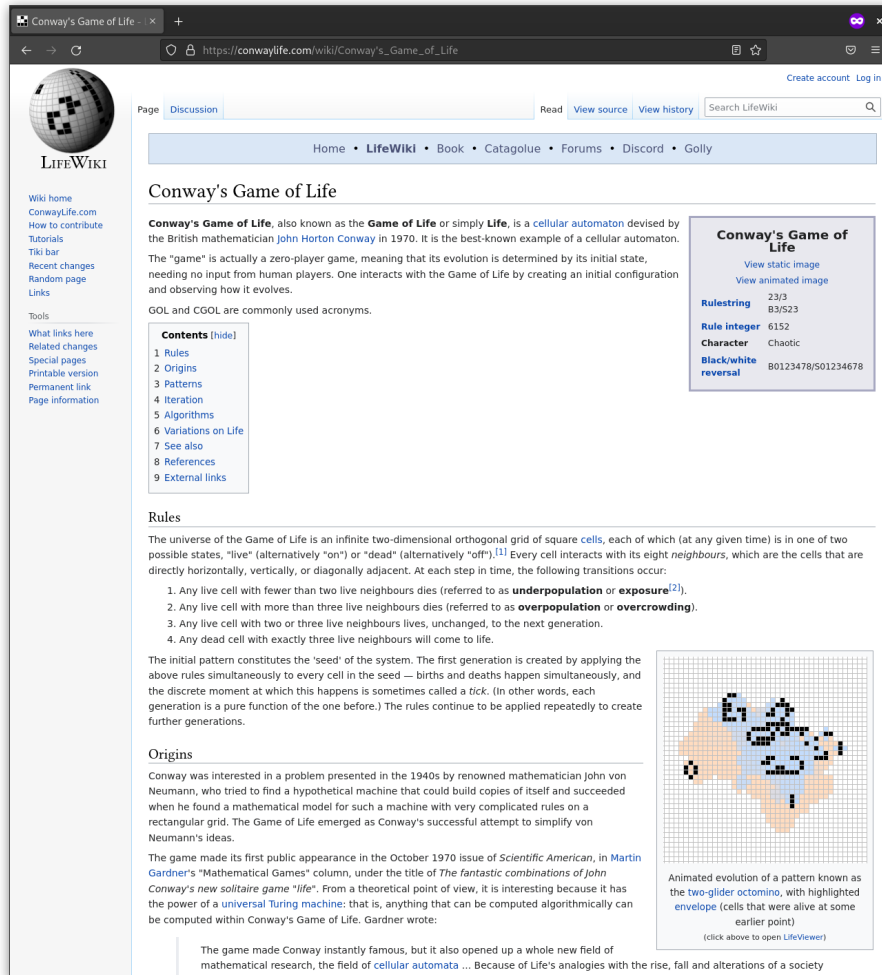 Conway's Game of Life - 
https://conwaylife.com/wiki/Conway's_Game_of_Life
Create account Log in
Page Discussion Read View source View history Search LifeWiki
LIFEWIKI
Home • LifeWiki • Book • Catagolue • Forums • Discord • Golly
Wiki home
ConwayLife.com
How to contribute
Tutorials
Tiki bar
Recent changes
Random page
Links
Tools
What links here
Related changes
Special pages
Printable version
Permanent link
Page information
Conway's Game of Life
Conway's Game of Life, also known as the Game of Life or simply Life, is a cellular automaton devised by
the British mathematician John Horton Conway in 1970. It is the best-known example of a cellular automaton.
The "game" is actually a zero-player game, meaning that its evolution is determined by its initial state,
needing no input from human players. One interacts with the Game of Life by creating an initial configuration
and observing how it evolves.
GOL and CGOL are commonly used acronyms.
Conway's Game of
Life
View static image
View animated image
Rulestring 23/3
B3/S23
Rule integer 6152
Character Chaotic
Black/white
reversal B0123478/S01234678
Contents [hide]
1 Rules
2 Origins
3 Patterns
4 Iteration
5 Algorithms
6 Variations on Life
7 See also
8 References
9 External links
Rules
The universe of the Game of Life is an infinite two-dimensional orthogonal grid of square cells, each of which (at any given time) is in one of two
possible states, "live" (alternatively "on") or "dead" (alternatively "off").[1] Every cell interacts with its eight neighbours, which are the cells that are
directly horizontally, vertically, or diagonally adjacent. At each step in time, the following transitions occur:
1. Any live cell with fewer than two live neighbours dies (referred to as underpopulation or exposure[2]).
2. Any live cell with more than three live neighbours dies (referred to as overpopulation or overcrowding).
3. Any live cell with two or three live neighbours lives, unchanged, to the next generation.
4. Any dead cell with exactly three live neighbours will come to life.
The initial pattern constitutes the 'seed' of the system. The first generation is created by applying the
above rules simultaneously to every cell in the seed — births and deaths happen simultaneously, and
the discrete moment at which this happens is sometimes called a tick. (In other words, each
generation is a pure function of the one before.) The rules continue to be applied repeatedly to create
further generations.
Origins
Conway was interested in a problem presented in the 1940s by renowned mathematician John von
Neumann, who tried to find a hypothetical machine that could build copies of itself and succeeded
when he found a mathematical model for such a machine with very complicated rules on a
rectangular grid. The Game of Life emerged as Conway's successful attempt to simplify von
Neumann's ideas.
The game made its first public appearance in the October 1970 issue of Scientific American, in Martin
Gardner's "Mathematical Games" column, under the title of The fantastic combinations of John
Conway's new solitaire game "life". From a theoretical point of view, it is interesting because it has
the power of a universal Turing machine: that is, anything that can be computed algorithmically can
be computed within Conway's Game of Life. Gardner wrote:
Animated evolution of a pattern known as
the two-glider octomino, with highlighted
envelope (cells that were alive at some
earlier point)
(click above to open LifeViewer)
The game made Conway instantly famous, but it also opened up a whole new field of
mathematical research, the field of cellular automata ... Because of Life's analogies with the rise, fall and alterations of a society